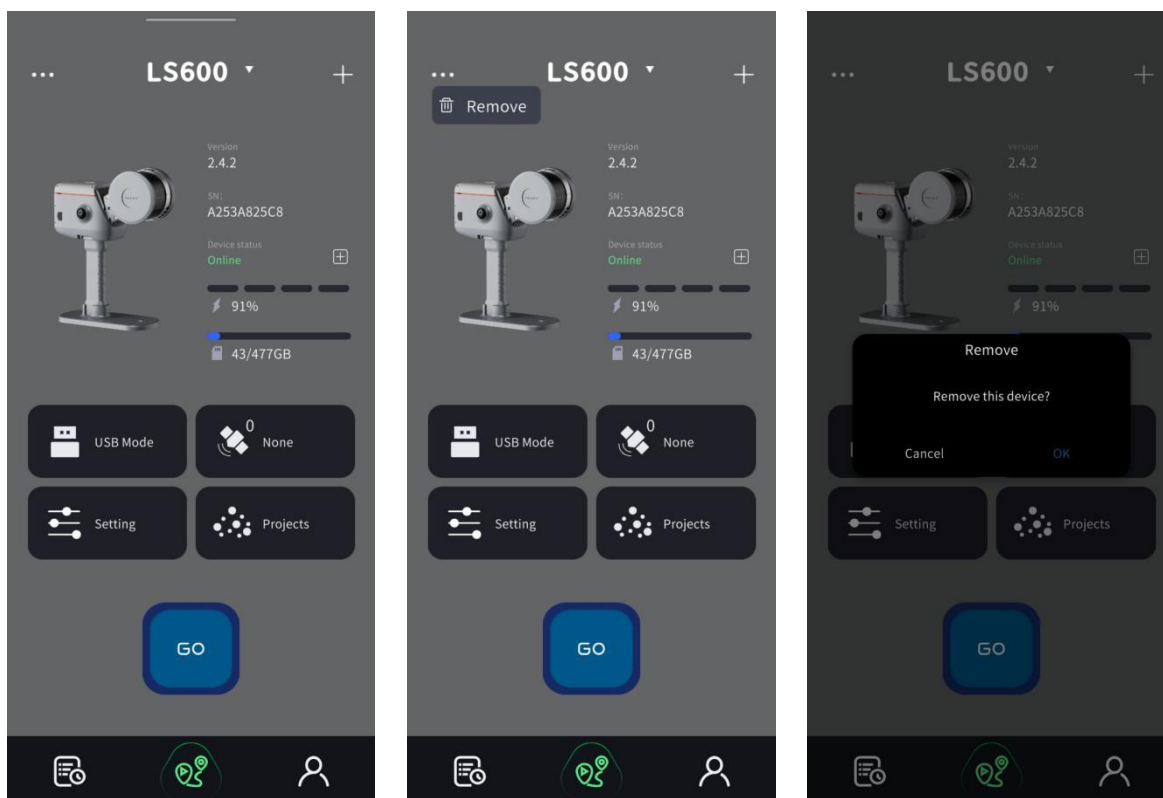 LS600
Version
2.4.2
SN:
A253A825C8
Device status
Online
91%
43/477GB
USB Mode
0
None
Setting
Projects
GO
LS600
Remove
Version
2.4.2
SN:
A253A825C8
Device status
Online
91%
43/477GB
USB Mode
0
None
Setting
Projects
GO
LS600
Version
2.4.2
SN:
A253A825C8
Device status
Online
91%
Remove
Remove this device?
Cancel
OK
Setting
Projects
GO